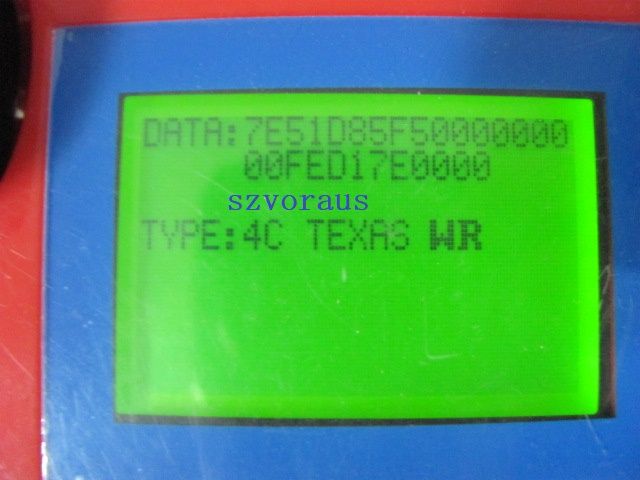 DATA:7E51D85F50000000
00FED17E0000
szvoraus
TYPE:4C TEXAS WR